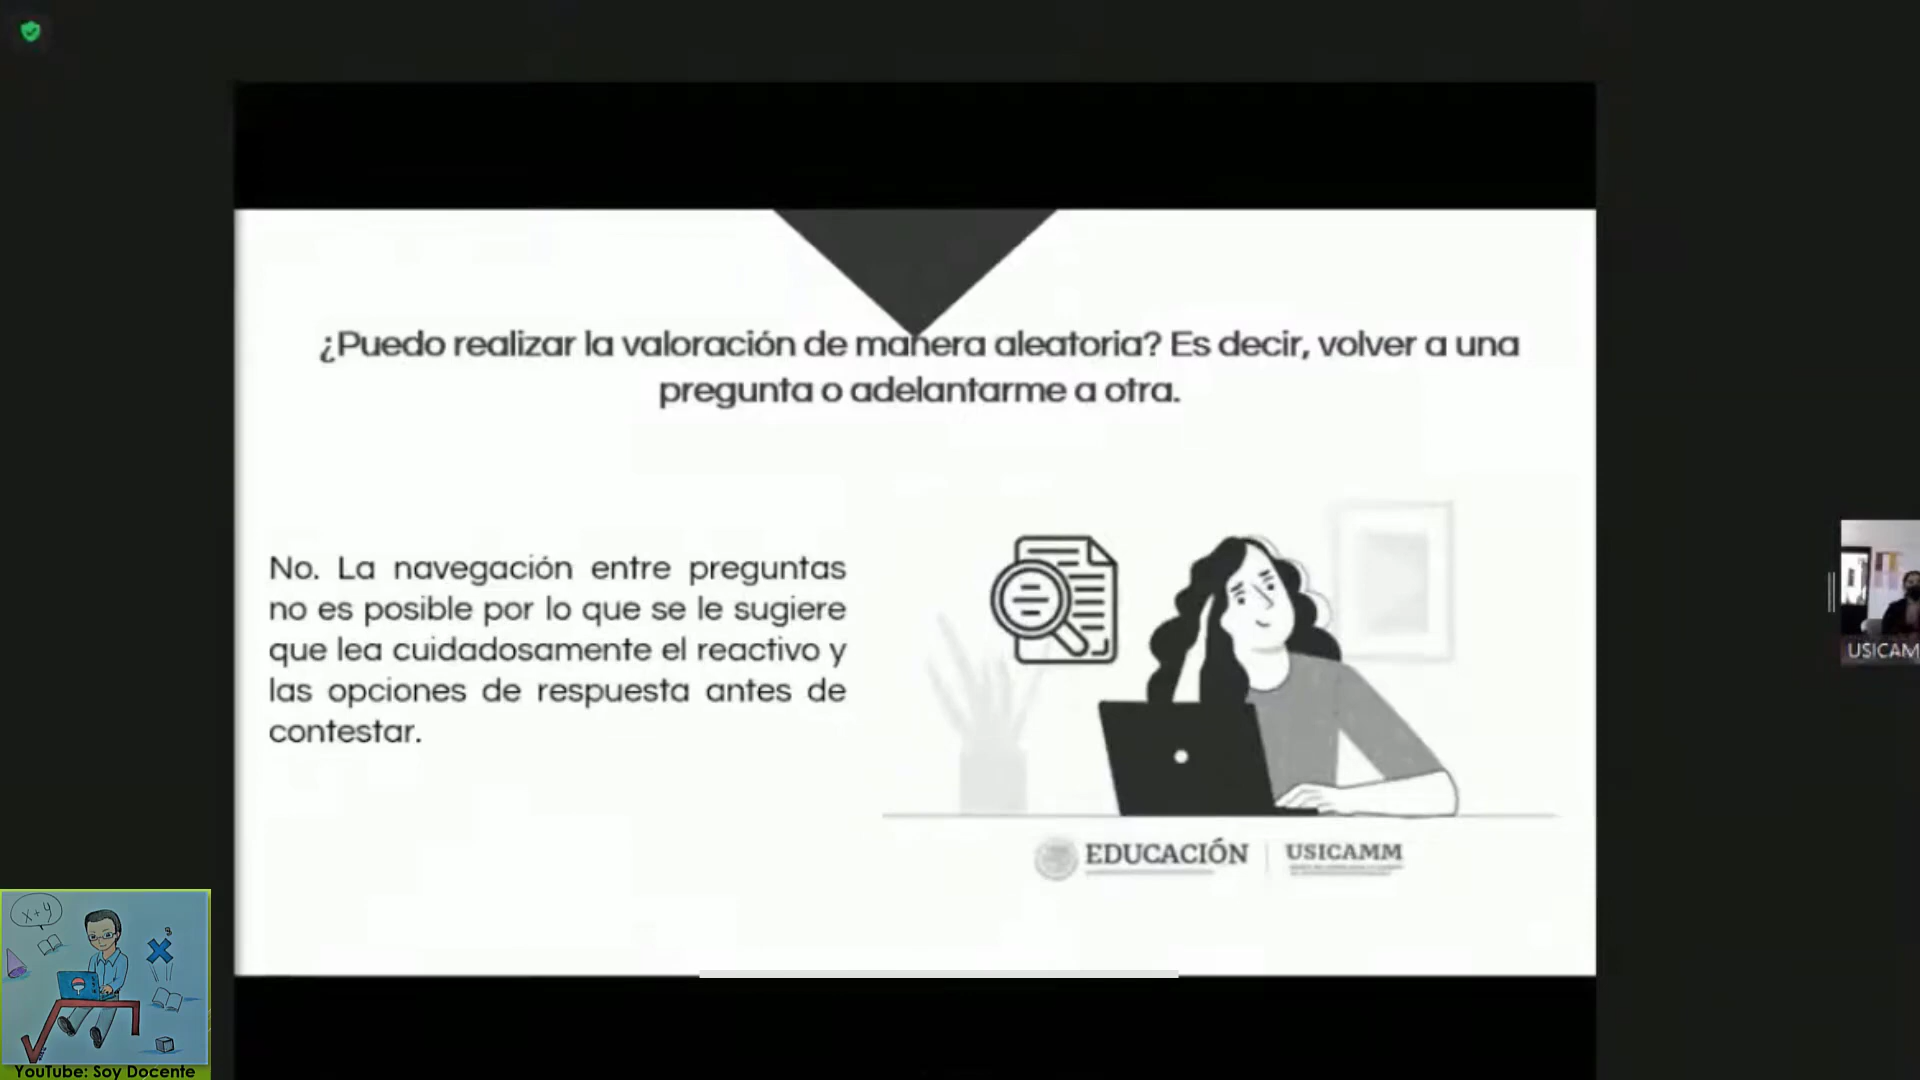 ¿Puedo realizar la valoración de manera aleatoria? Es decir, volver a una
pregunta o adelantarme a otra.
No. La navegación entre preguntas
no es posible por lo que se le sugiere
que lea cuidadosamente el reactivo y
las opciones de respuesta antes de
contestar.
EDUCACIÓN
USICAMM
USICAM
x+y
YouTube: Soy Docente